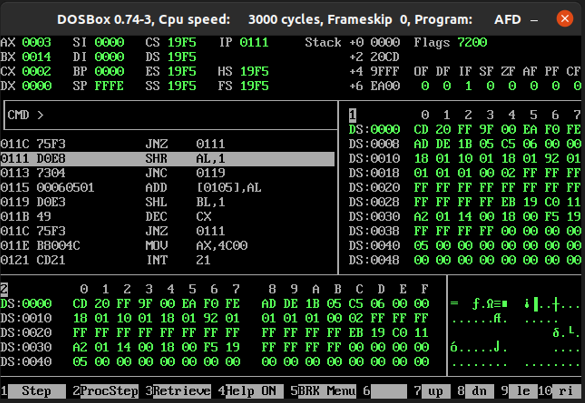 DOSBox 0.74-3, Cpu speed: 3000 cycles, Frameskip 0, Program: AFD
AX 0003 SI 0000 CS 19F5 IP 0111 Stack +0 0000 Flags 7200
BX 0014 DI 0000 DS 19F5 +2 20CD
CX 0002 BP 0000 ES 19F5 HS 19F5 +4 9FFF OF DF IF SF ZF AF PF CF
DX 0000 SP FFFE SS 19F5 FS 19F5 +6 EA00 0 0 1 0 0 0 0 0
CMD >
011C 75F3 JNZ 0111
0111 D0E8 SHR AL,1
0113 7304 JNC 0119
0115 00060501 ADD [0105],AL
0119 D0E3 SHL BL,1
011B 49 DEC CX
011C 75F3 JNZ 0111
011E B8004C MOV AX,4C00
0121 CD21 INT 21
1 0 1 2 3 4 5 6 7
DS:0000 CD 20 FF 9F 00 EA F0 FE
DS:0008 AD DE 1B 05 C5 06 00 00
DS:0010 18 01 10 01 18 01 92 01
DS:0018 01 01 01 00 02 FF FF FF
DS:0020 FF FF FF FF FF FF FF FF
DS:0028 FF FF FF FF EB 19 C0 11
DS:0030 A2 01 14 00 18 00 F5 19
DS:0038 FF FF FF FF 00 00 00 00
DS:0040 05 00 00 00 00 00 00 00
DS:0048 00 00 00 00 00 00 00 00
2 0 1 2 3 4 5 6 7 8 9 A B C D E F
DS:0000 CD 20 FF 9F 00 EA F0 FE AD DE 1B 05 C5 06 00 00
DS:0010 18 01 10 01 18 01 92 01 01 01 01 00 02 FF FF FF
DS:0020 FF FF FF FF FF FF FF FF FF FF FF FF EB 19 C0 11
DS:0030 A2 01 14 00 18 00 F5 19 FF FF FF FF 00 00 00 00
DS:0040 05 00 00 00 00 00 00 00 00 00 00 00 00 00 00 00
1 Step 2ProcStep 3Retrieve 4Help ON 5BRK Menu 6 7 up 8 dn 9 le 10 ri